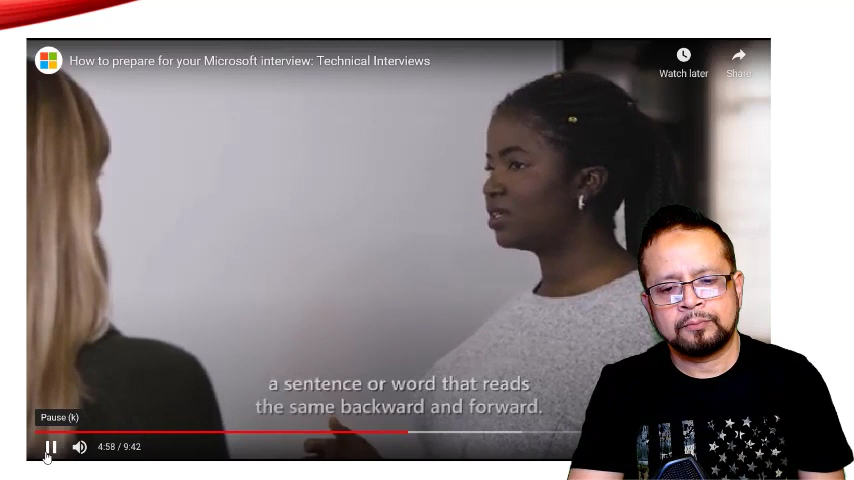 How to prepare for your Microsoft interview: Technical Interviews
Watch later
Share
a sentence or word that reads
the same backward and forward.
Pause (k)
4:58 / 9:42